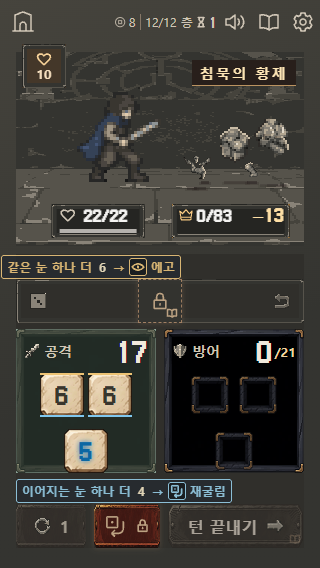 8 12/12 층 1
10
침묵의 황제
22/22
0/83 –13
같은 눈 하나 더 6 → 예고
공격 17
방어 0/21
6 6
5
이어지는 눈 하나 더 4 → 재굴림
1
턴 끝내기